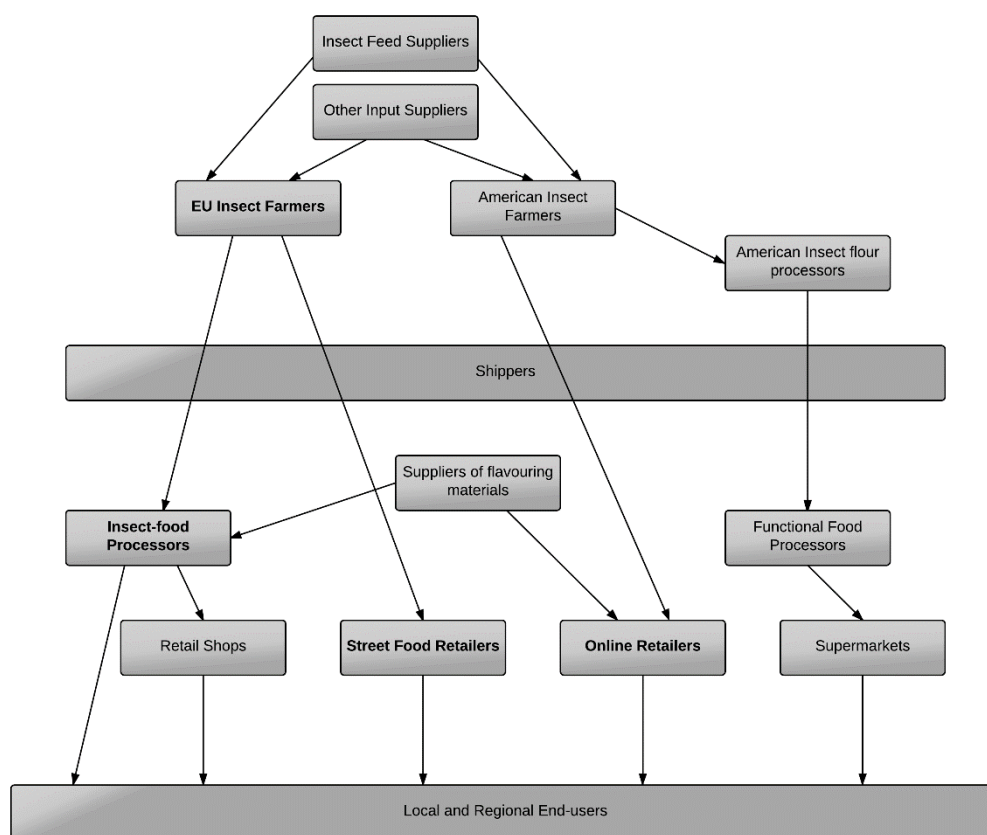 Insect Feed Suppliers
Other Input Suppliers
EU Insect Farmers
American Insect
Farmers
American Insect flour
processors
Shippers
Suppliers of flavouring
materials
Insect-food
Processors
Functional Food
Processors
Retail Shops
Street Food Retailers
Online Retailers
Supermarkets
Local and Regional End-users